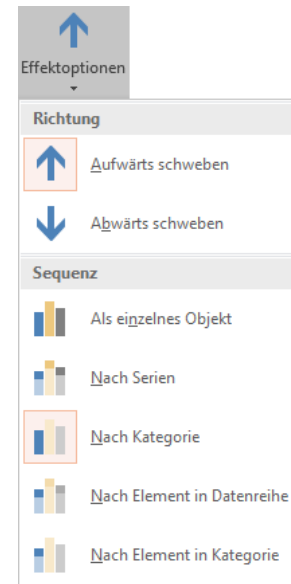 Effektoptionen
Richtung
Aufwärts schweben
Abwärts schweben
Sequenz
Als einzelnes Objekt
Nach Serien
Nach Kategorie
Nach Element in Datenreihe
Nach Element in Kategorie